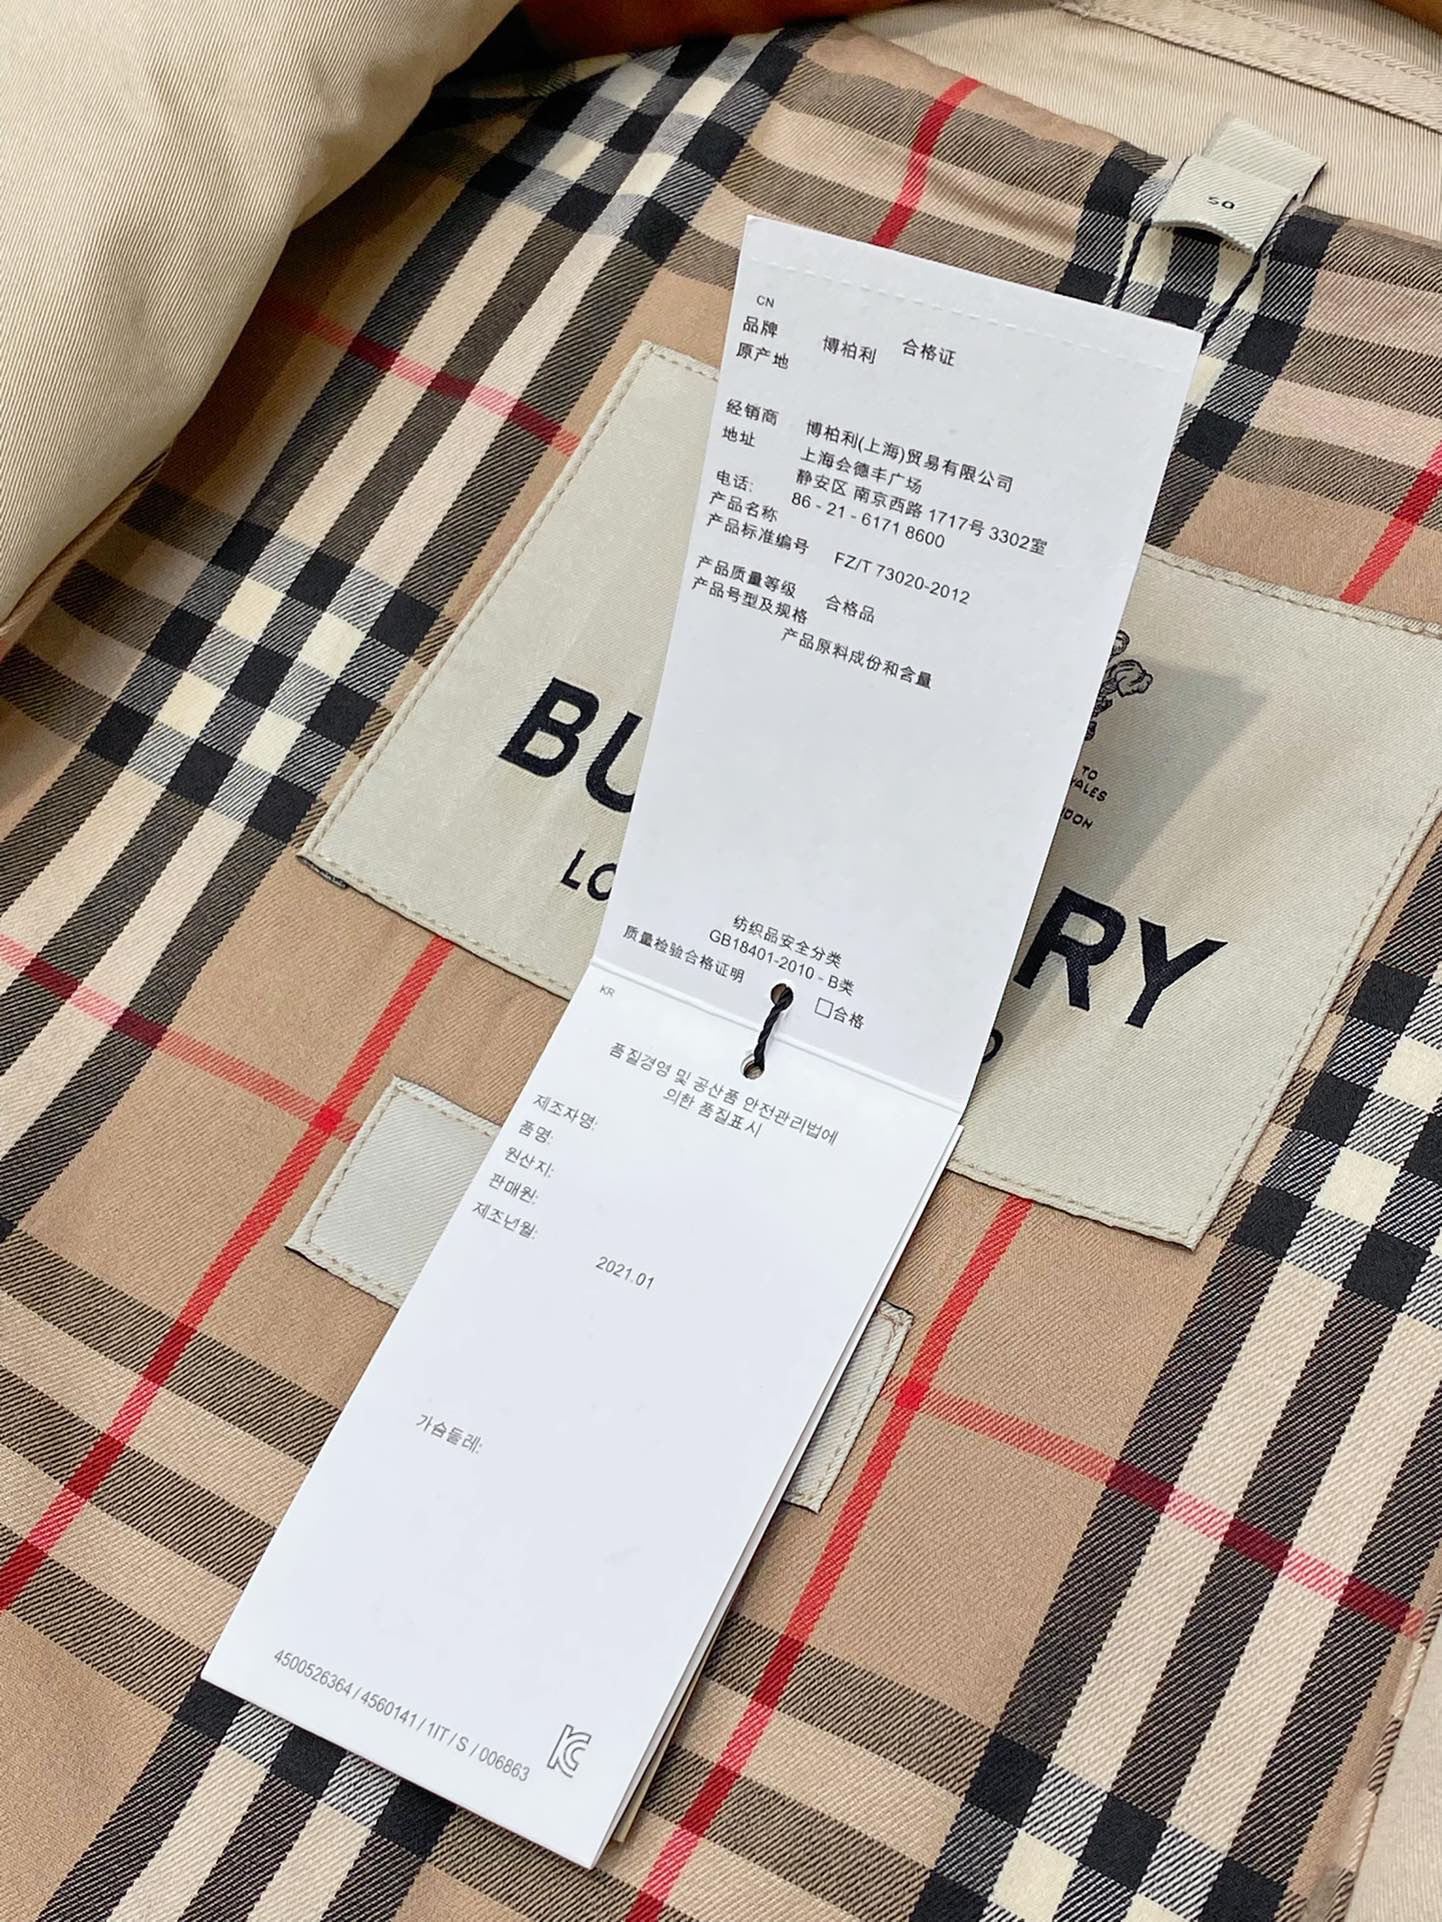 50
CN
品牌 博柏利 合格证
原产地
经销商 博柏利(上海)贸易有限公司
地址 上海会德丰广场
静安区 南京西路 1717号 3302室
电话: 86 - 21 - 6171 8600
产品名称
产品标准编号 FZ/T 73020-2012
产品质量等级 合格品
产品号型及规格
产品原料成份和含量
纺织品安全分类
GB18401-2010 - B类
质量检验合格证明 □合格
KR
품질경영 및 공산품 안전관리법에
의한 품질표시
제조자명:
품명:
원산지:
판매원:
제조년월:
2021.01
가슴둘레:
4500526364 / 4560141 / 1IT / S / 006863
BU RY
LO
TO